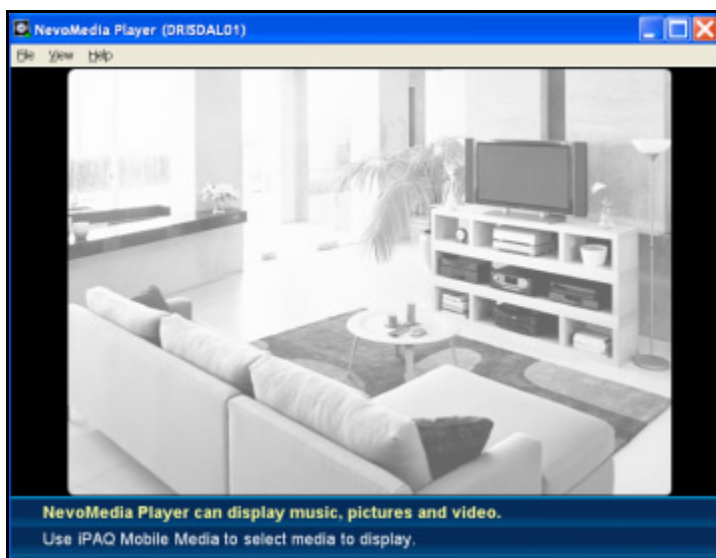 NevoMedia Player (DRISDAL01)
File View Help
NevoMedia Player can display music, pictures and video.
Use iPAQ Mobile Media to select media to display.